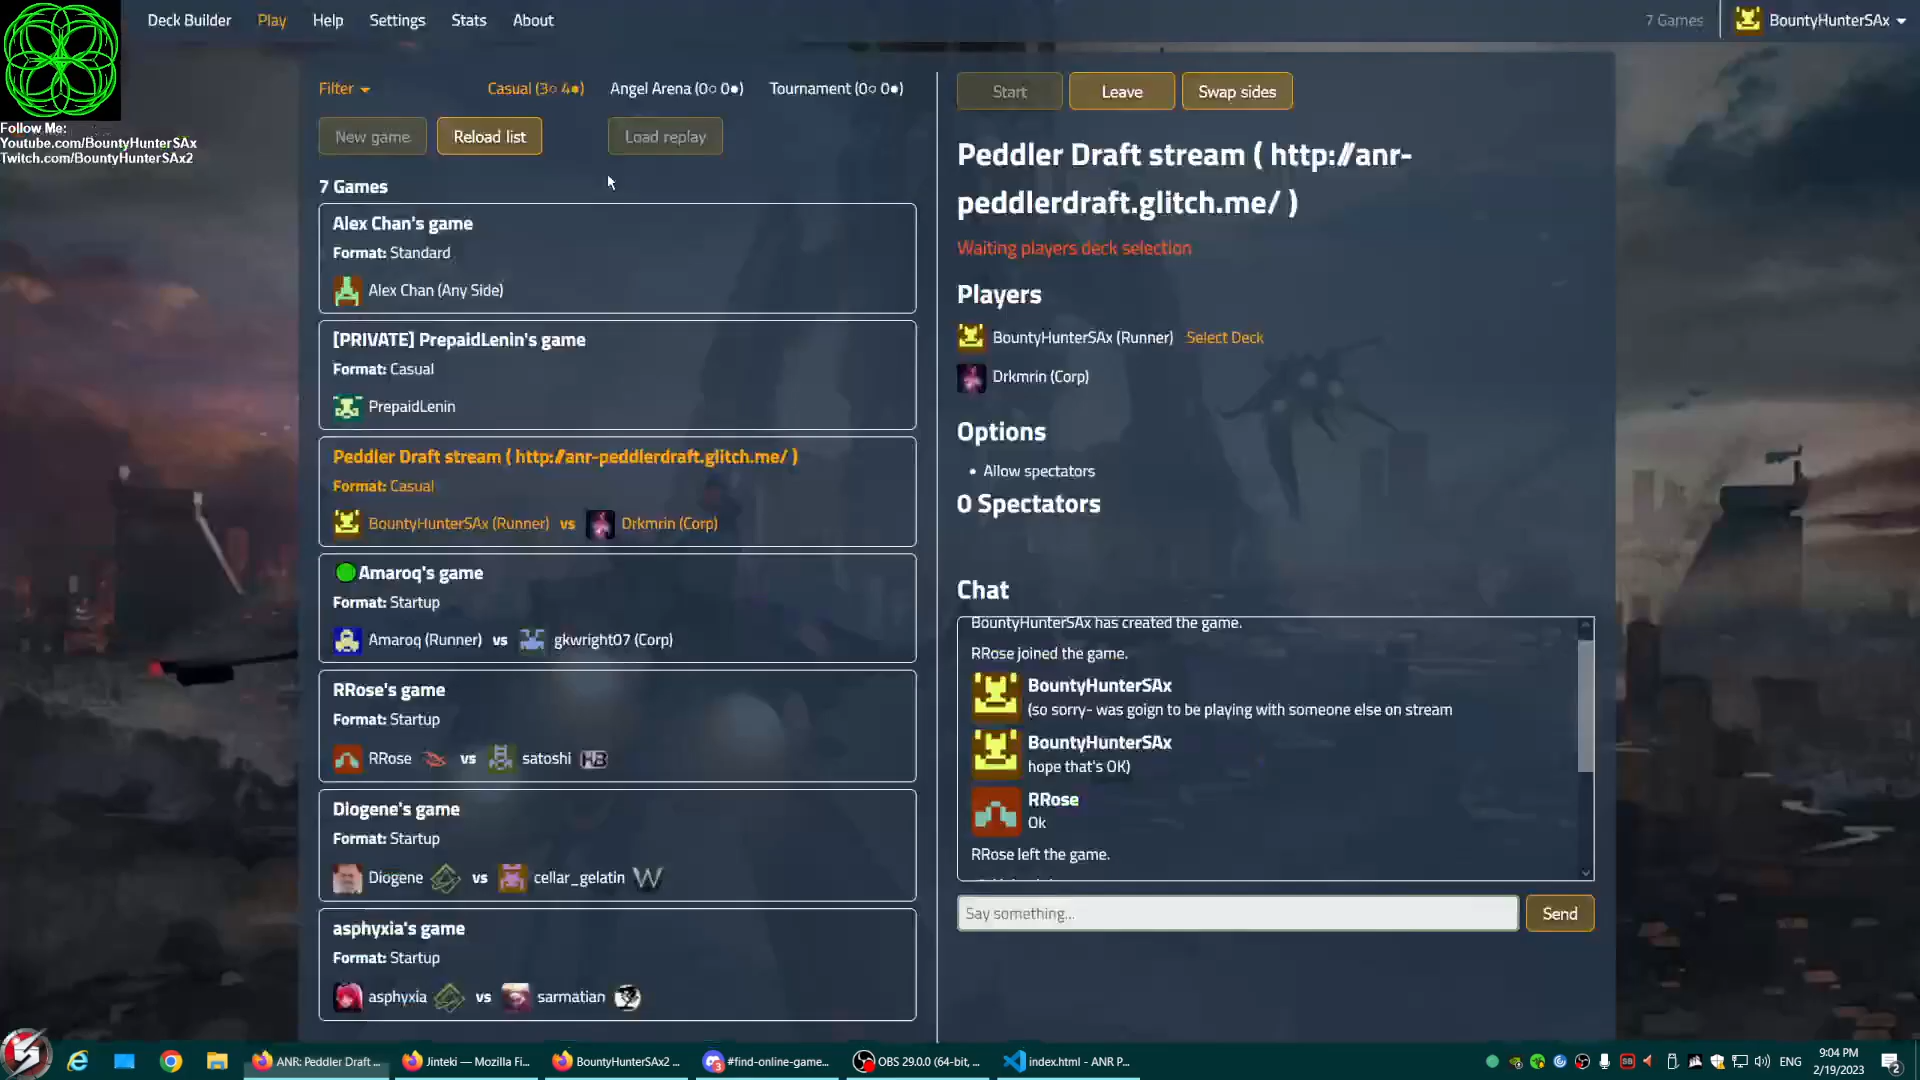 Deck Builder Play Help Settings Stats About
7 Games BountyHunterSAx
Follow Me:
Youtube.com/BountyHunterSAx
Twitch.com/BountyHunterSAx2
Filter Casual (3○ 4●) Angel Arena (0○ 0●) Tournament (0○ 0●)
New game Reload list Load replay
7 Games
Alex Chan's game
Format: Standard
Alex Chan (Any Side)
[PRIVATE] PrepaidLenin's game
Format: Casual
PrepaidLenin
Peddler Draft stream ( http://anr-peddlerdraft.glitch.me/ )
Format: Casual
BountyHunterSAx (Runner) vs Drkmrin (Corp)
Amaroq's game
Format: Startup
Amaroq (Runner) vs gkwright07 (Corp)
RRose's game
Format: Startup
RRose vs satoshi HB
Diogene's game
Format: Startup
Diogene vs cellar_gelatin W
asphyxia's game
Format: Startup
asphyxia vs sarmatian
Start Leave Swap sides
Peddler Draft stream ( http://anr-
peddlerdraft.glitch.me/ )
Waiting players deck selection
Players
BountyHunterSAx (Runner) Select Deck
Drkmrin (Corp)
Options
• Allow spectators
0 Spectators
Chat
BountyHunterSAx has created the game.
RRose joined the game.
BountyHunterSAx
(so sorry- was goign to be playing with someone else on stream
BountyHunterSAx
hope that's OK)
RRose
Ok
RRose left the game.
Say something... Send
ANR: Peddler Draft ... Jinteki — Mozilla Fi... BountyHunterSAx2 ... #find-online-game... OBS 29.0.0 (64-bit, ... index.html - ANR P...
ENG 9:04 PM
2/19/2023
2